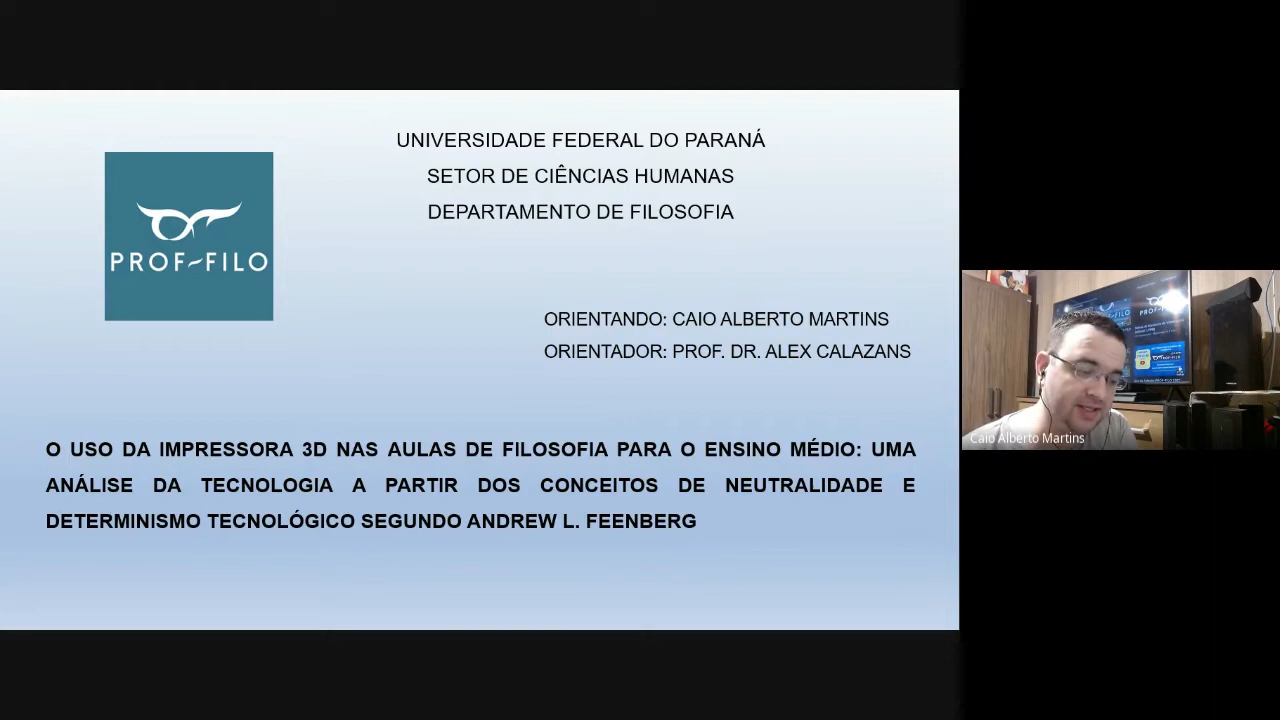 UNIVERSIDADE FEDERAL DO PARANÁ
SETOR DE CIÊNCIAS HUMANAS
DEPARTAMENTO DE FILOSOFIA
PROF~FILO
ORIENTANDO: CAIO ALBERTO MARTINS
ORIENTADOR: PROF. DR. ALEX CALAZANS
O USO DA IMPRESSORA 3D NAS AULAS DE FILOSOFIA PARA O ENSINO MÉDIO: UMA
ANÁLISE DA TECNOLOGIA A PARTIR DOS CONCEITOS DE NEUTRALIDADE E
DETERMINISMO TECNOLÓGICO SEGUNDO ANDREW L. FEENBERG
PROF~FILO
Caio Alberto Martins